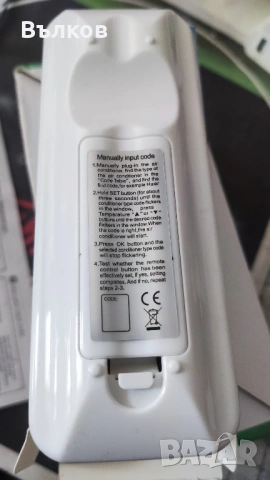 Вълков
Manually input code
1.Manually plug-in the air
conditioner, find the type of
the air conditioner in the
"Code Table", and find the
first code, for example Haier
2.Hold SET button (for about
three seconds) until the
conditioner type code flickers
in the window, press
Temperature "▲" or "▼"
buttons until the desired code
flickers in the window. When
the code is right, the air
conditioner will start.
3.Press OK button and the
selected conditioner type code
will stop flickering.
4.Test whether the remote
control button has been
effectively set, if yes, setting
completes. And if no, repeat
steps 2-3.
CODE:
CE
BAZAR